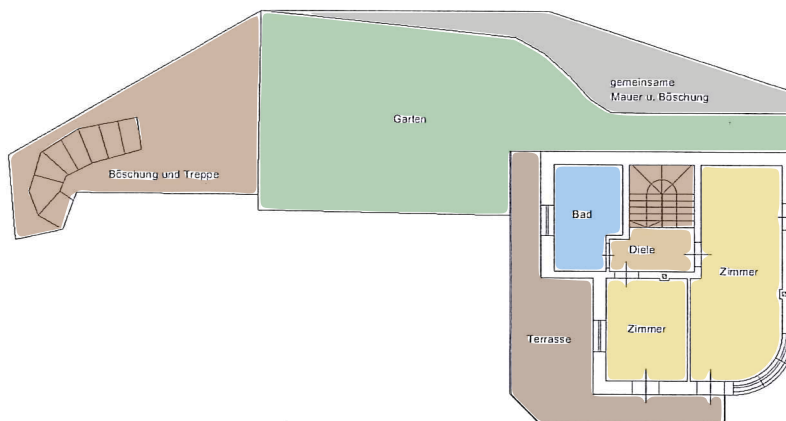 gemeinsame
Mauer u. Böschung
Garten
Böschung und Treppe
Bad
Diele
Zimmer
Zimmer
Terrasse